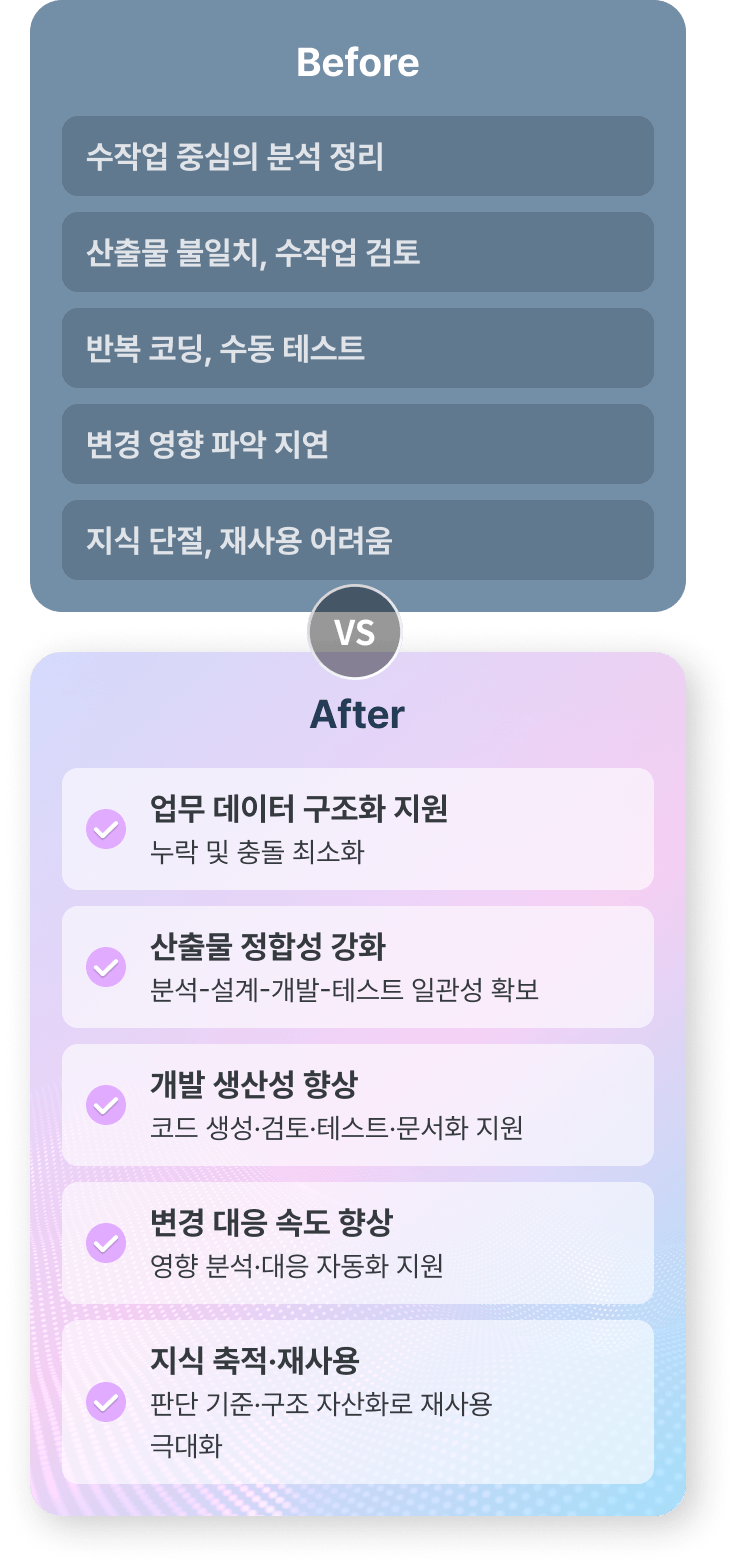 Before
수작업 중심의 분석 정리
산출물 불일치, 수작업 검토
반복 코딩, 수동 테스트
변경 영향 파악 지연
지식 단절, 재사용 어려움
VS
After
업무 데이터 구조화 지원
누락 및 충돌 최소화
산출물 정합성 강화
분석-설계-개발-테스트 일관성 확보
개발 생산성 향상
코드 생성·검토·테스트·문서화 지원
변경 대응 속도 향상
영향 분석·대응 자동화 지원
지식 축적·재사용
판단 기준·구조 자산화로 재사용
극대화